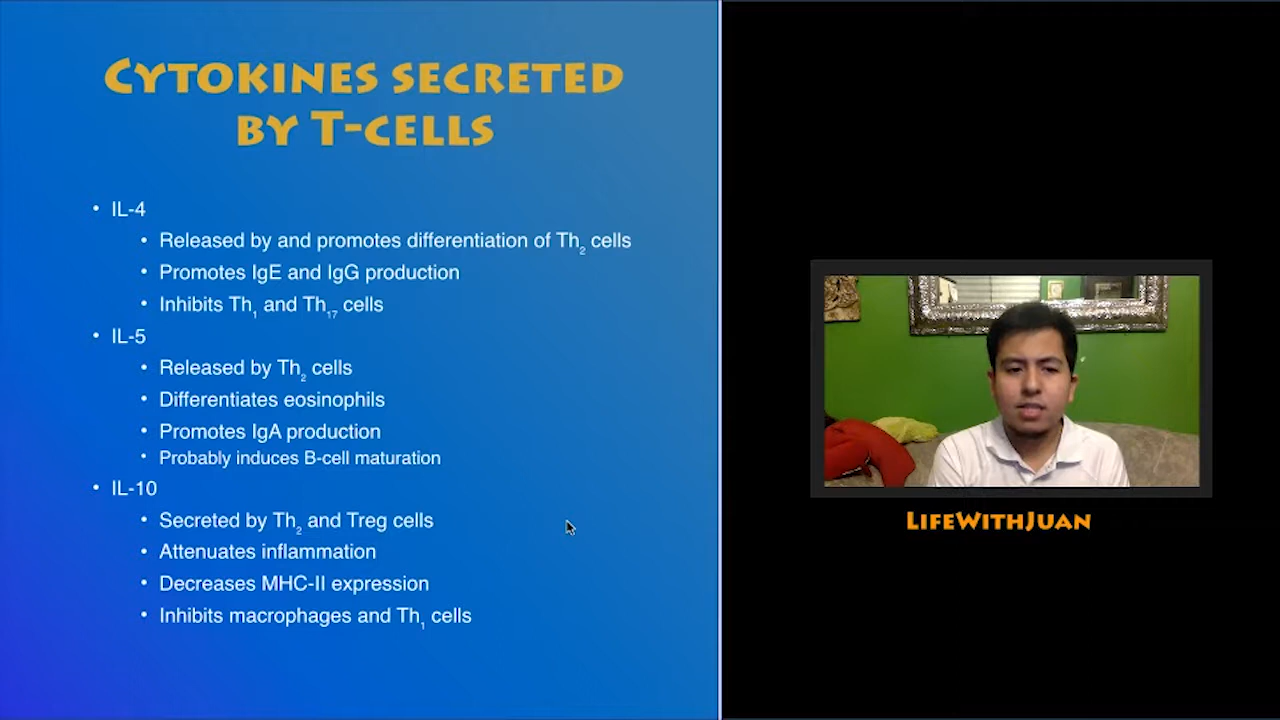 Cytokines secreted
by T-cells
• IL-4
• Released by and promotes differentiation of Th2 cells
• Promotes IgE and IgG production
• Inhibits Th1 and Th17 cells
• IL-5
• Released by Th2 cells
• Differentiates eosinophils
• Promotes IgA production
• Probably induces B-cell maturation
• IL-10
• Secreted by Th2 and Treg cells
• Attenuates inflammation
• Decreases MHC-II expression
• Inhibits macrophages and Th1 cells
LifeWithJuan